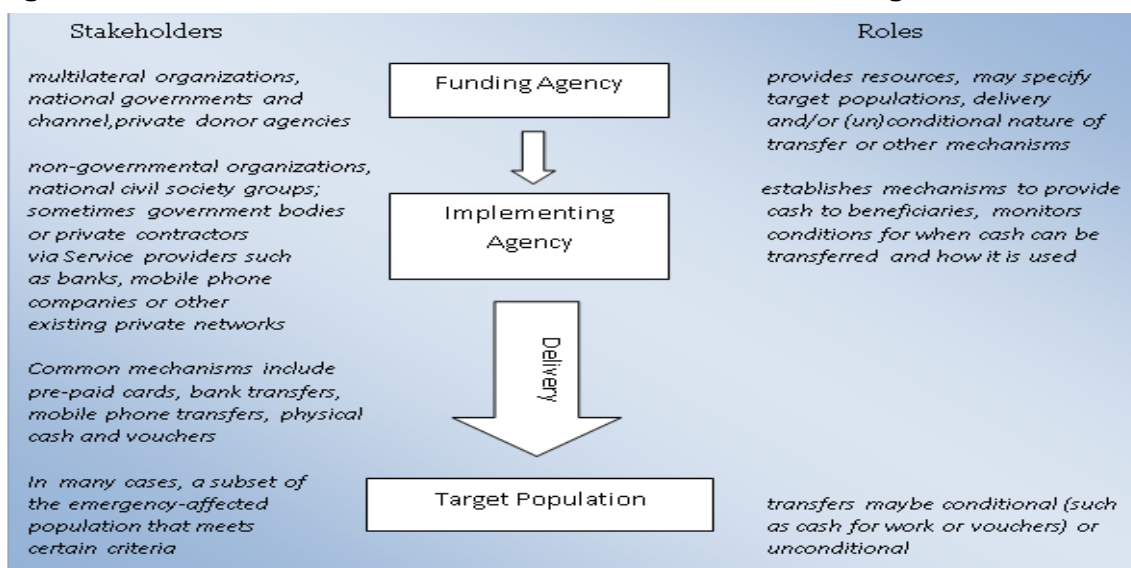 Stakeholders
Roles
multilateral organizations,
national governments and
channel,private donor agencies
Funding Agency
provides resources, may specify
target populations, delivery
and/or (un)conditional nature of
transfer or other mechanisms
non-governmental organizations,
national civil society groups;
sometimes government bodies
or private contractors
via Service providers such
as banks, mobile phone
companies or other
existing private networks
Implementing
Agency
establishes mechanisms to provide
cash to beneficiaries, monitors
conditions for when cash can be
transferred and how it is used
Common mechanisms include
pre-paid cards, bank transfers,
mobile phone transfers, physical
cash and vouchers
Delivery
In many cases, a subset of
the emergency-affected
population that meets
certain criteria
Target Population
transfers maybe conditional (such
as cash for work or vouchers) or
unconditional